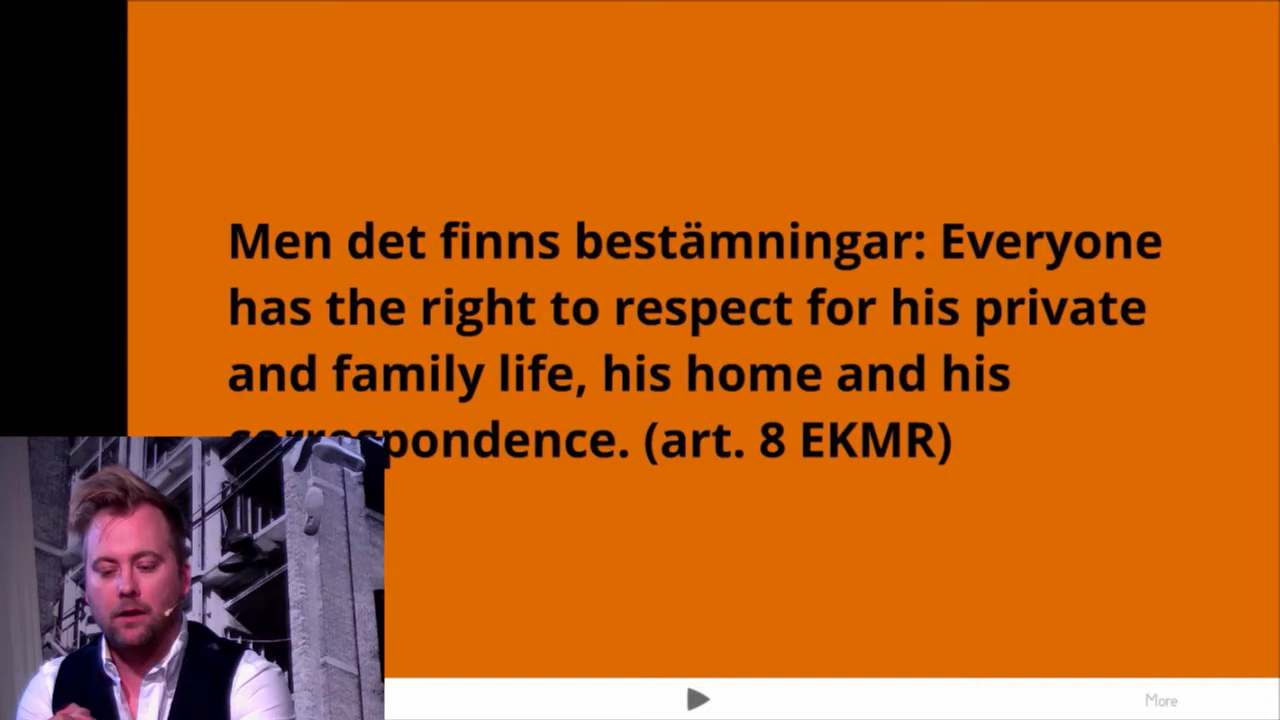 Men det finns bestämningar: Everyone
has the right to respect for his private
and family life, his home and his
correspondence. (art. 8 EKMR)
More